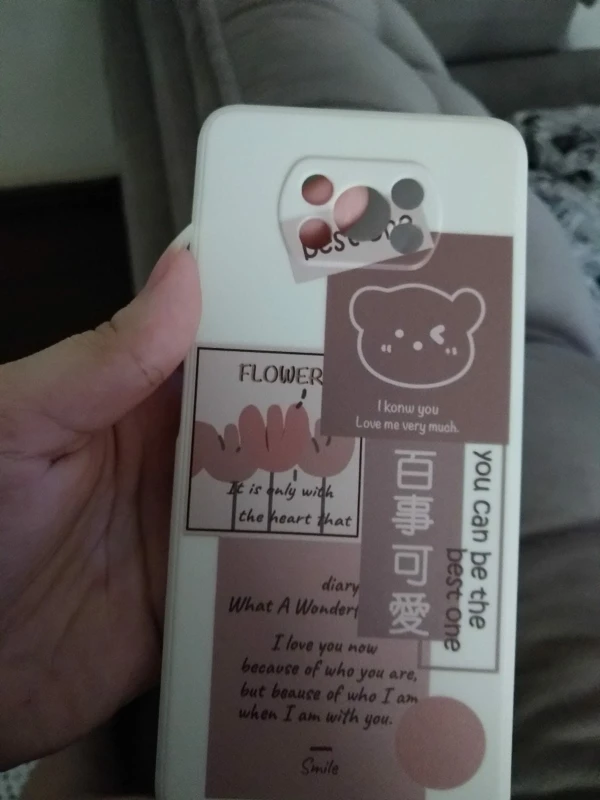 best one
I konw you
Love me very much.
FLOWER
It is only with
the heart that
百事可愛
you can be the
best one
diary
What A Wonderf
I love you now
because of who you are,
but beause of who I am
when I am with you.
Smile